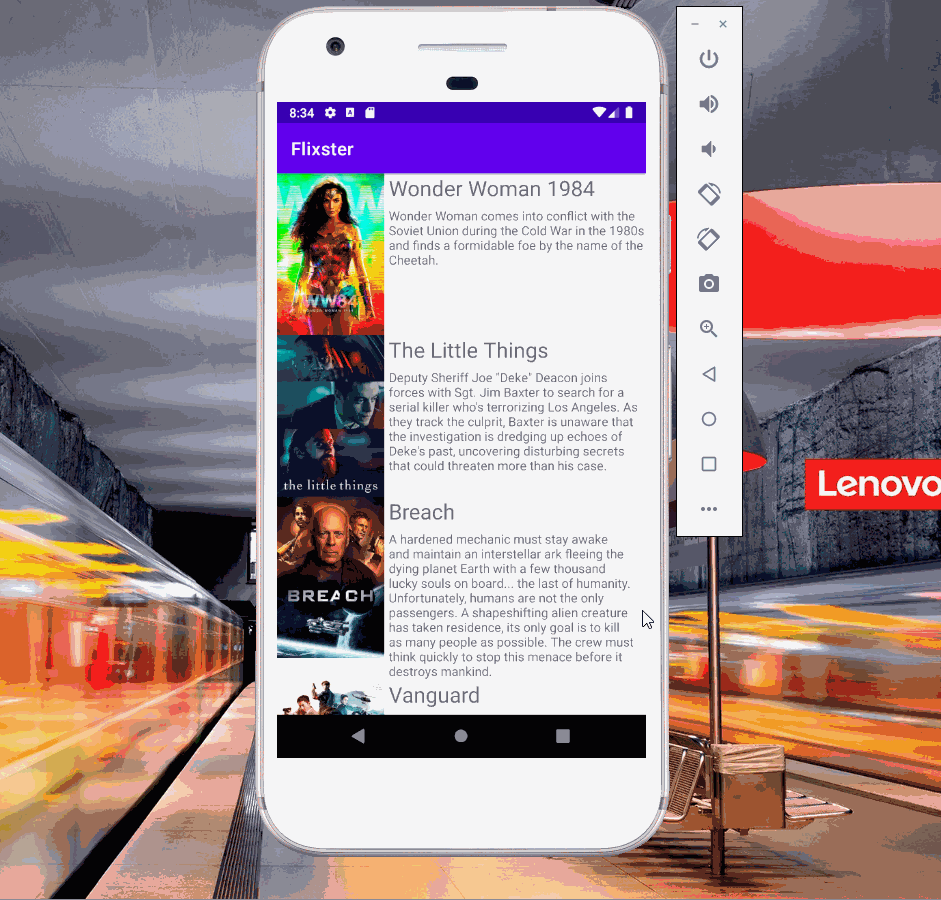 8:34
Flixster
Wonder Woman 1984
Wonder Woman comes into conflict with the
Soviet Union during the Cold War in the 1980s
and finds a formidable foe by the name of the
Cheetah.
WW84
The Little Things
Deputy Sheriff Joe "Deke" Deacon joins
forces with Sgt. Jim Baxter to search for a
serial killer who's terrorizing Los Angeles. As
they track the culprit, Baxter is unaware that
the investigation is dredging up echoes of
Deke's past, uncovering disturbing secrets
that could threaten more than his case.
the little things
Breach
A hardened mechanic must stay awake
and maintain an interstellar ark fleeing the
dying planet Earth with a few thousand
lucky souls on board... the last of humanity.
Unfortunately, humans are not the only
passengers. A shapeshifting alien creature
has taken residence, its only goal is to kill
as many people as possible. The crew must
think quickly to stop this menace before it
destroys mankind.
BREACH
Vanguard
Lenovo